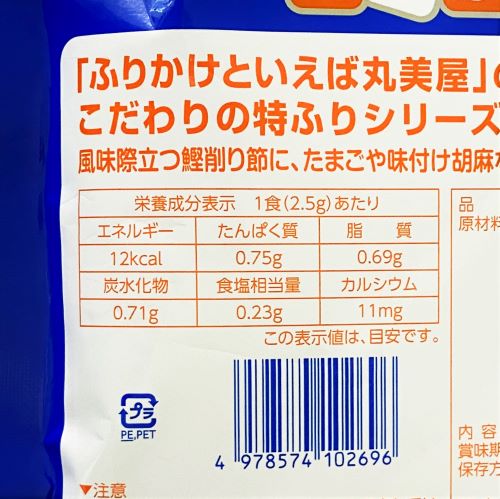 「ふりかけといえば丸美屋」の
こだわりの特ふりシリーズ
風味際立つ鰹削り節に、たまごや味付け胡麻
栄養成分表示 1食(2.5g)あたり
エネルギー たんぱく質 脂 質
12kcal 0.75g 0.69g
炭水化物 食塩相当量 カルシウム
0.71g 0.23g 11mg
この表示値は、目安です。
品
原材料
プラ
PE,PET
4 978574 102696
内 容
賞味期
保存方
▼注意